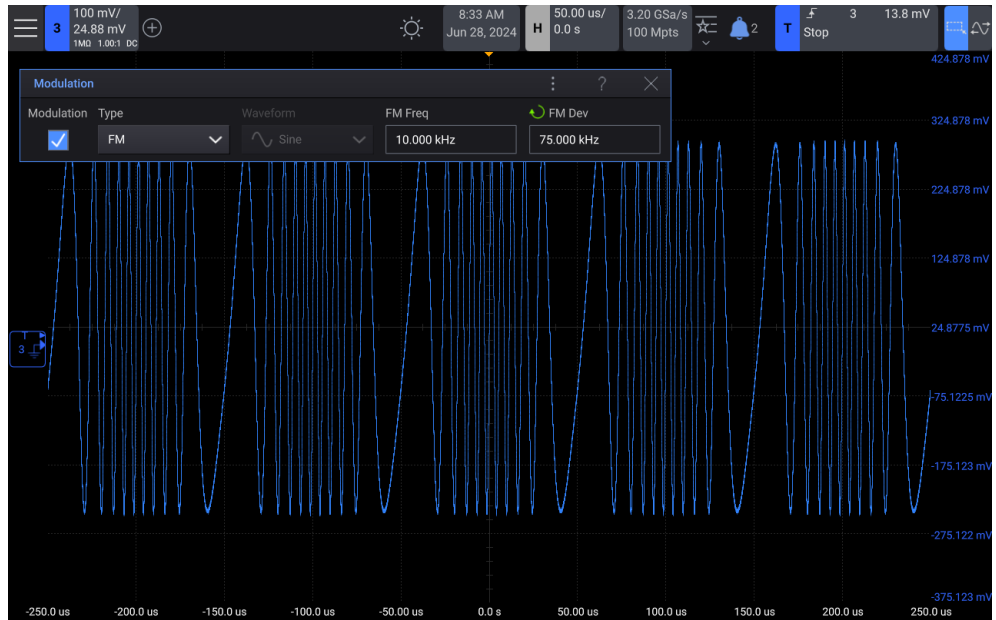 3
100 mV/
24.88 mV
1MΩ 1.00:1 DC
8:33 AM
Jun 28, 2024
H
50.00 us/
0.0 s
3.20 GSa/s
100 Mpts
2
T
3
13.8 mV
Stop
424.878 mV
Modulation
?
Modulation
Type
Waveform
FM Freq
FM Dev
FM
Sine
10.000 kHz
75.000 kHz
324.878 mV
224.878 mV
124.878 mV
24.8775 mV
T
3
-75.1225 mV
-175.123 mV
-275.122 mV
-375.123 mV
-250.0 us
-200.0 us
-150.0 us
-100.0 us
-50.00 us
0.0 s
50.00 us
100.0 us
150.0 us
200.0 us
250.0 us